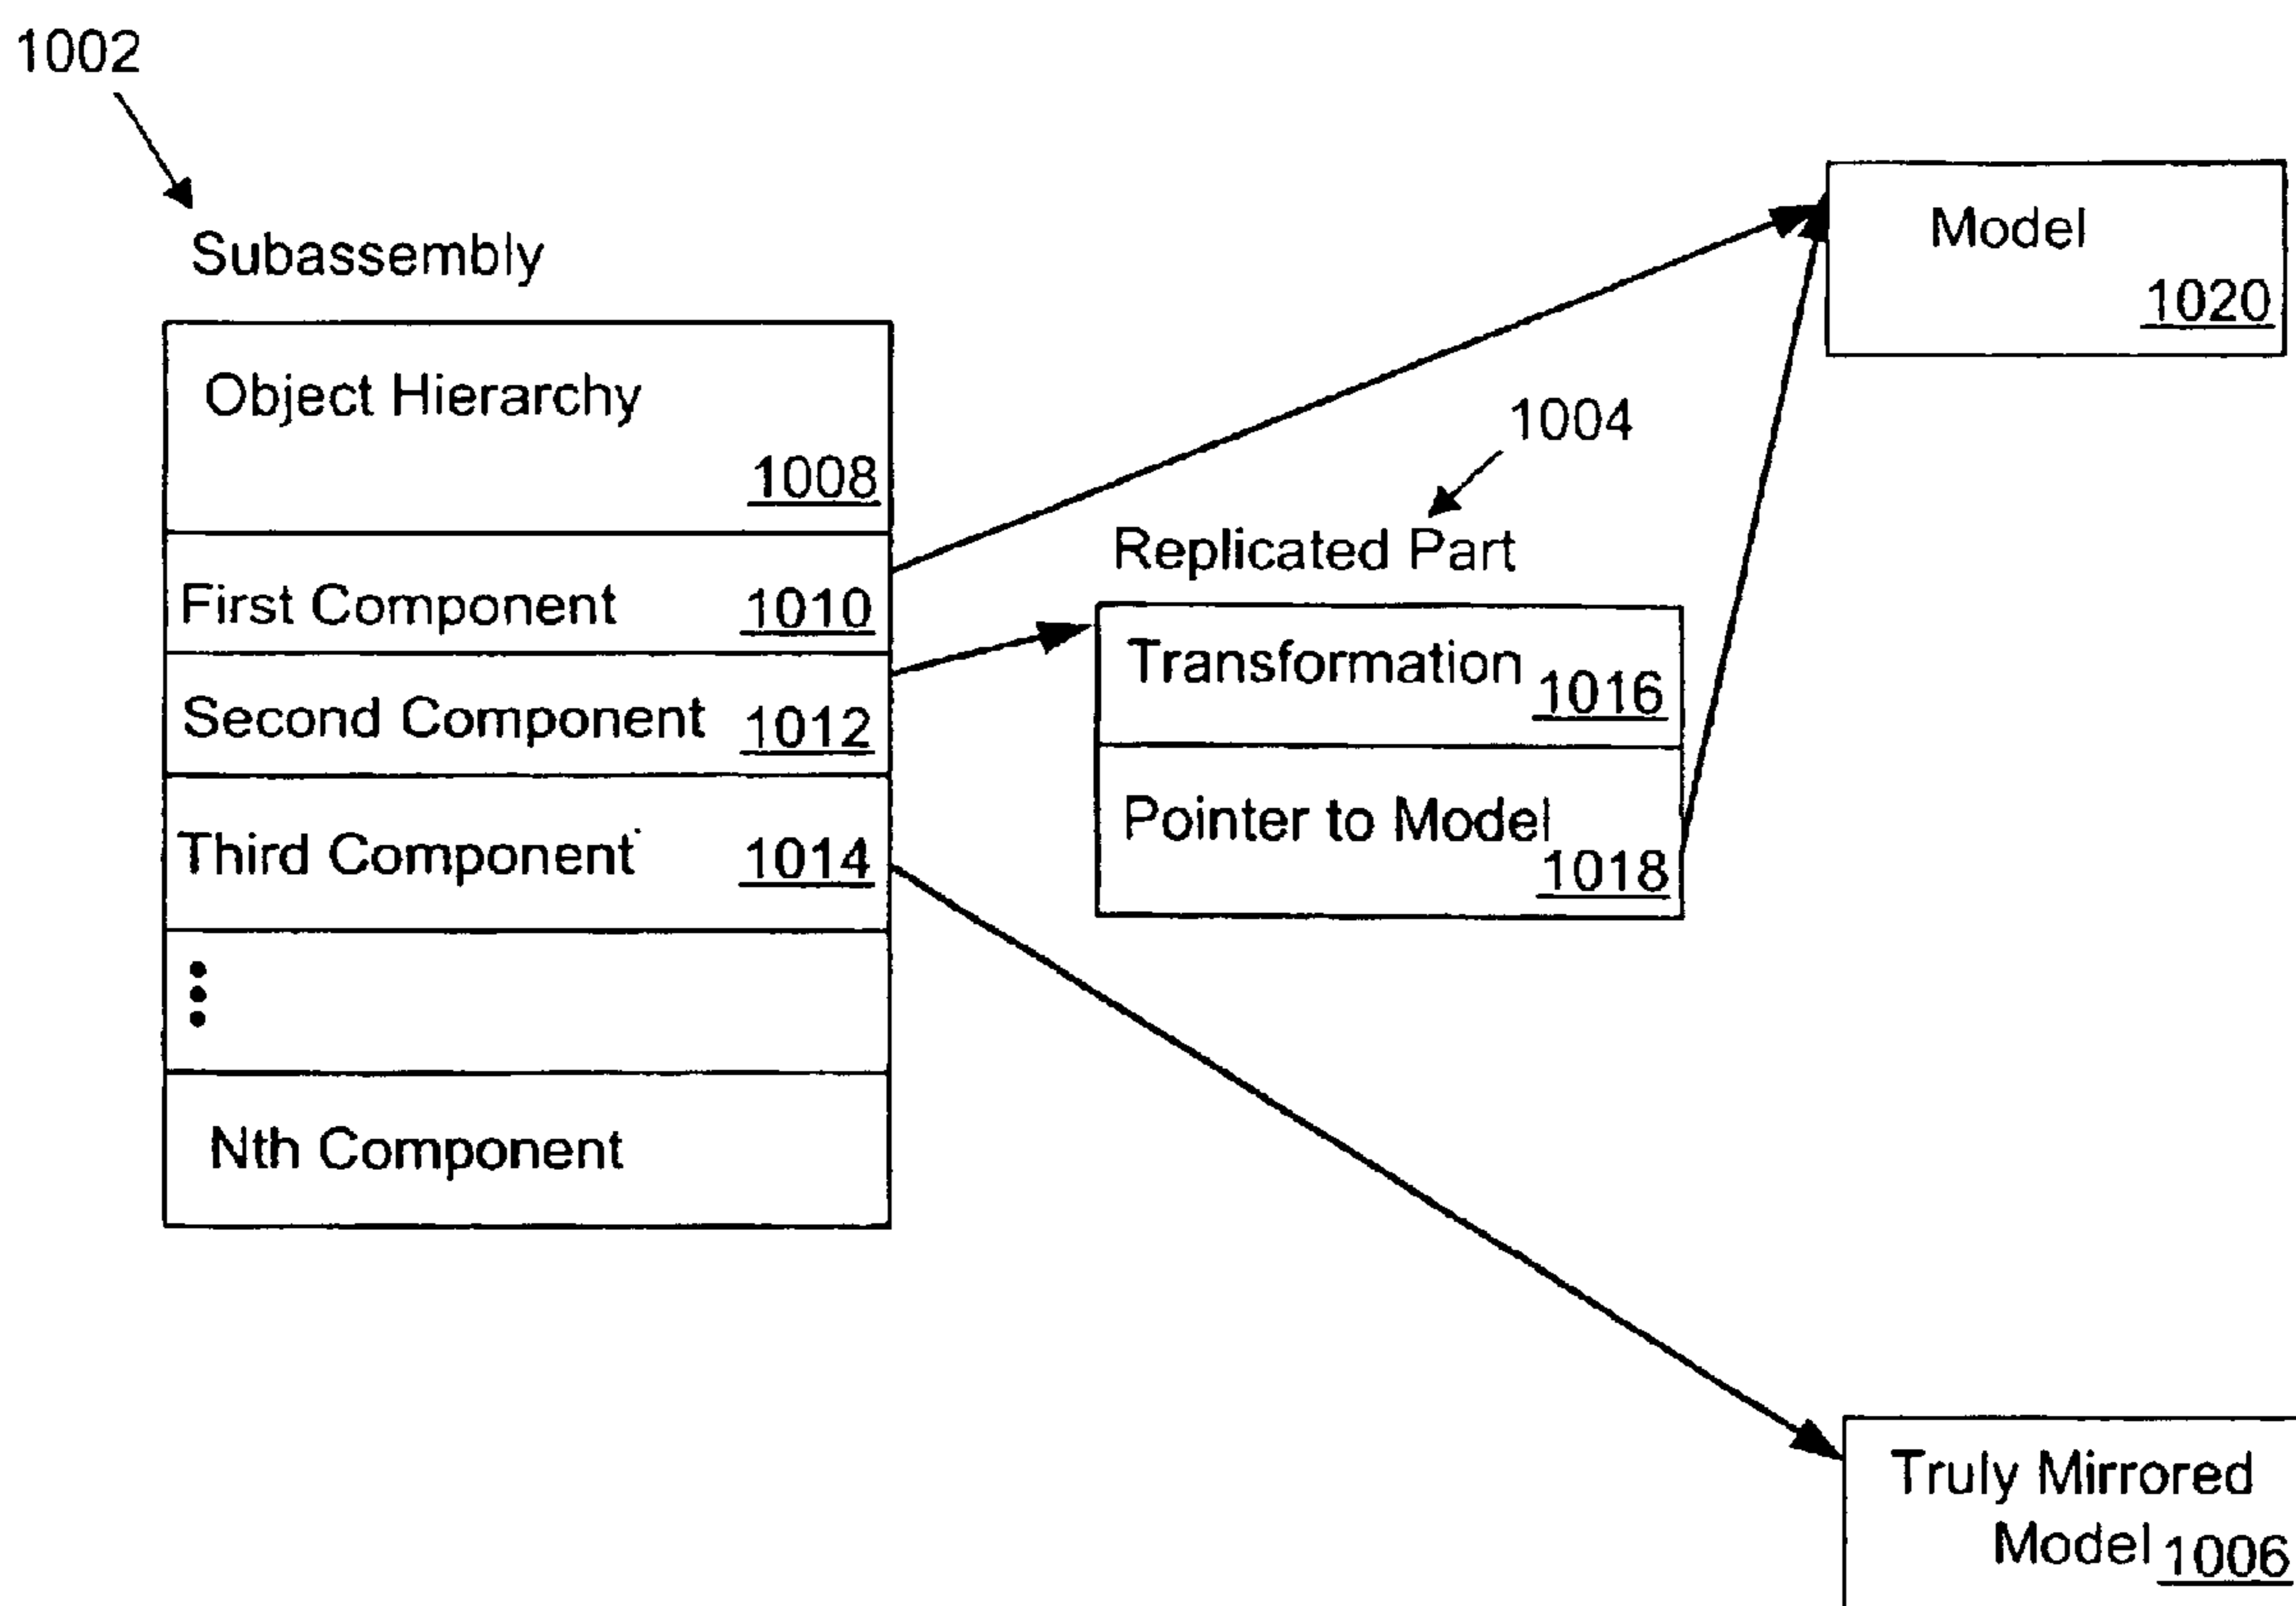 1002
Subassembly
Object Hierarchy
1008
First Component 1010
Second Component 1012
Third Component 1014
Nth Component
1004
Replicated Part
Transformation 1016
Pointer to Model
1018
Model
1020
Truly Mirrored
Model 1006